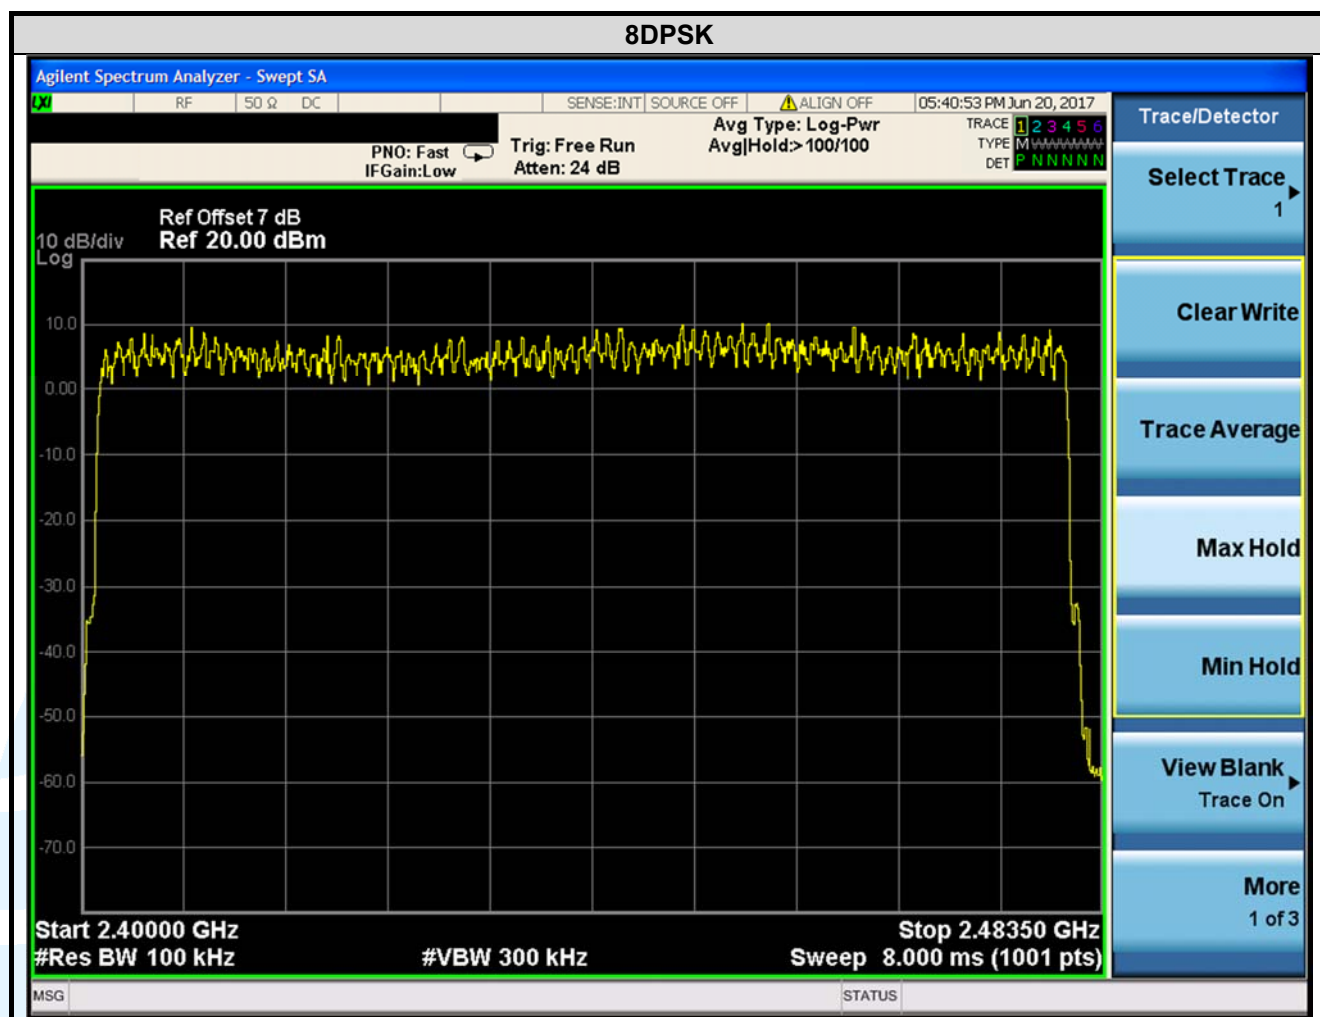 8DPSK
Agilent Spectrum Analyzer - Swept SA
LXI RF 50 Ω DC SENSE:INT SOURCE OFF ALIGN OFF 05:40:53 PM Jun 20, 2017
Trace/Detector
Avg Type: Log-Pwr TRACE 1 2 3 4 5 6
PNO: Fast Trig: Free Run Avg|Hold:> 100/100 TYPE M WWWWW
IFGain:Low Atten: 24 dB DET P N N N N N
Select Trace
1
Ref Offset 7 dB
10 dB/div Ref 20.00 dBm
Log
10.0
0.00
-10.0
-20.0
-30.0
-40.0
-50.0
-60.0
-70.0
Clear Write
Trace Average
Max Hold
Min Hold
View Blank
Trace On
More
1 of 3
Start 2.40000 GHz Stop 2.48350 GHz
#Res BW 100 kHz #VBW 300 kHz Sweep 8.000 ms (1001 pts)
MSG STATUS